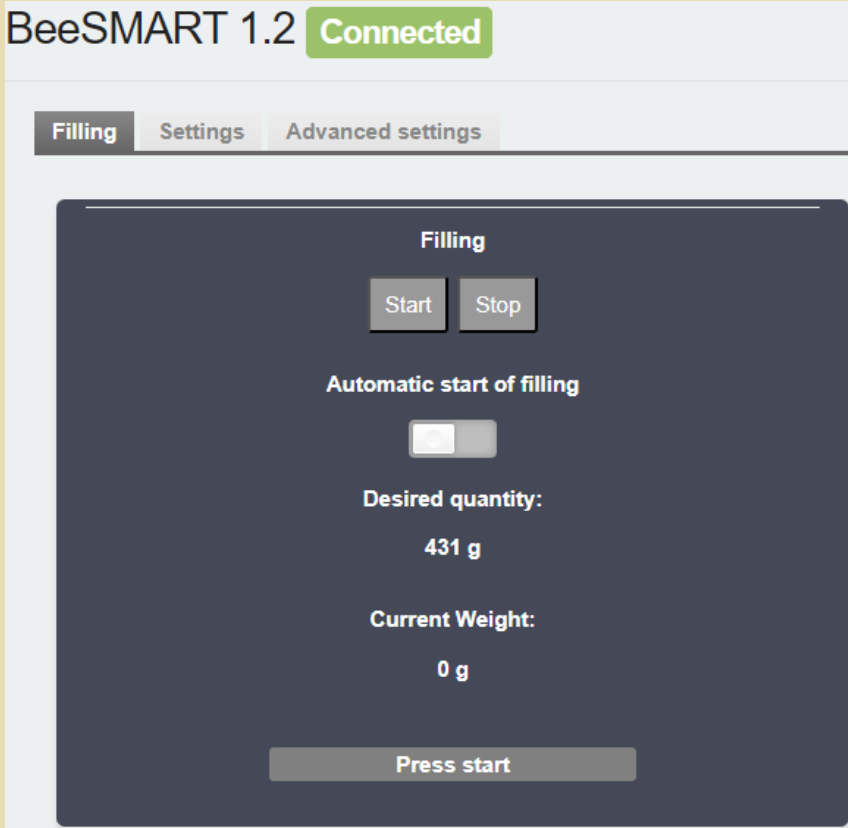 BeeSMART 1.2 Connected
Filling Settings Advanced settings
Filling
Start Stop
Automatic start of filling
Desired quantity:
431 g
Current Weight:
0 g
Press start